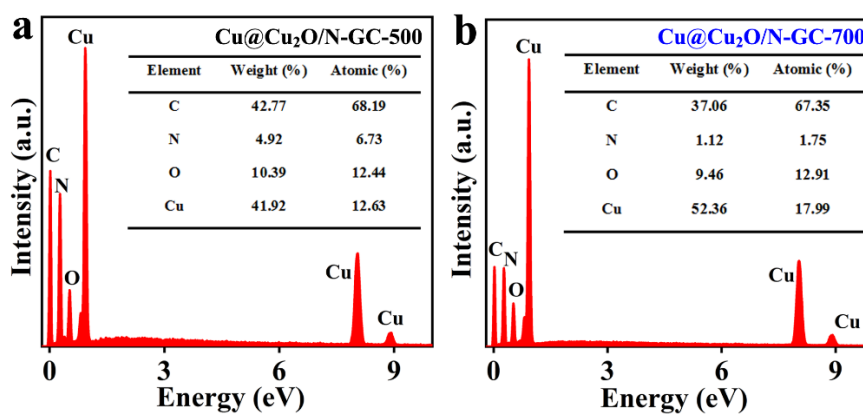 a
Cu@Cu₂O/N-GC-500
Cu
Element Weight (%) Atomic (%)
C 42.77 68.19
N 4.92 6.73
O 10.39 12.44
Cu 41.92 12.63
C
N
O
Cu
Cu
Intensity (a.u.)
0 3 6 9
Energy (eV)
b
Cu@Cu₂O/N-GC-700
Cu
Element Weight (%) Atomic (%)
C 37.06 67.35
N 1.12 1.75
O 9.46 12.91
Cu 52.36 17.99
C
N
O
Cu
Cu
Intensity (a.u.)
0 3 6 9
Energy (eV)